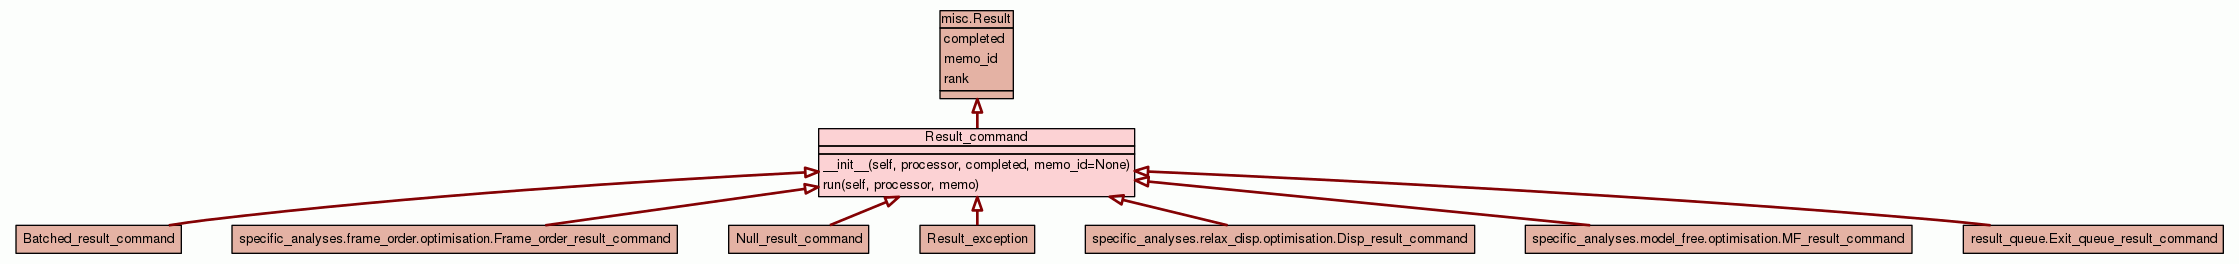 misc.Result
completed
memo_id
rank
Result_command
__init__(self, processor, completed, memo_id=None)
run(self, processor, memo)
Batched_result_command
specific_analyses.frame_order.optimisation.Frame_order_result_command
Null_result_command
Result_exception
specific_analyses.relax_disp.optimisation.Disp_result_command
specific_analyses.model_free.optimisation.MF_result_command
result_queue.Exit_queue_result_command